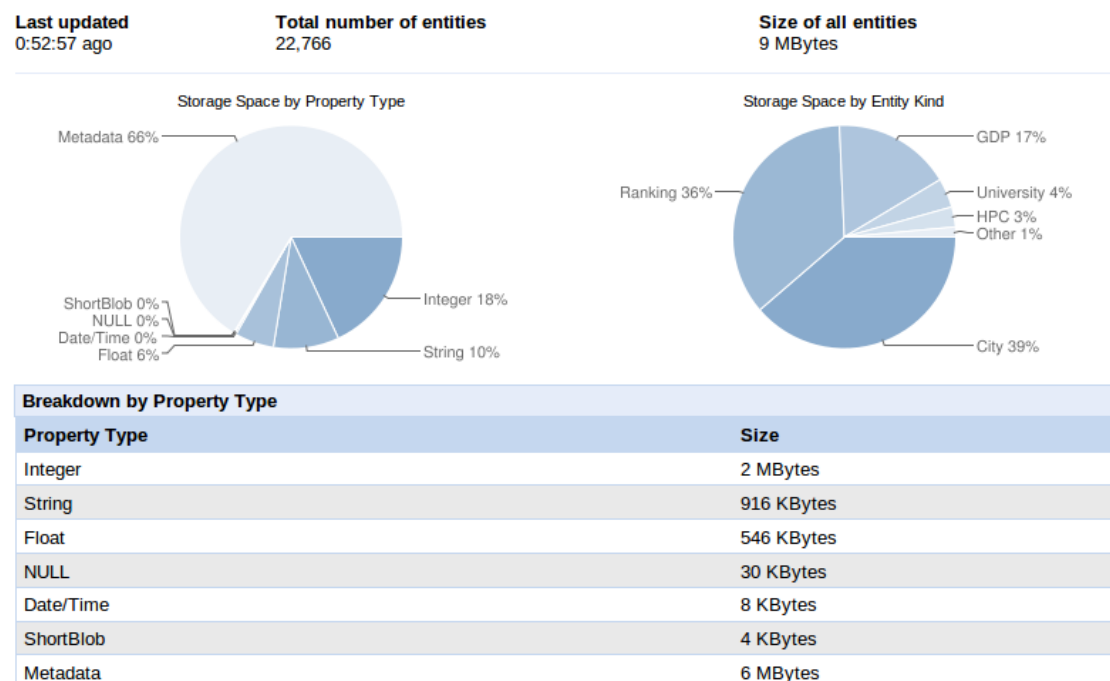 Last updated
0:52:57 ago
Total number of entities
22,766
Size of all entities
9 MBytes
Storage Space by Property Type
Metadata 66%
ShortBlob 0%
NULL 0%
Date/Time 0%
Float 6%
Integer 18%
String 10%
Storage Space by Entity Kind
Ranking 36%
GDP 17%
University 4%
HPC 3%
Other 1%
City 39%
Breakdown by Property Type
Property Type Size
Integer 2 MBytes
String 916 KBytes
Float 546 KBytes
NULL 30 KBytes
Date/Time 8 KBytes
ShortBlob 4 KBytes
Metadata 6 MBytes